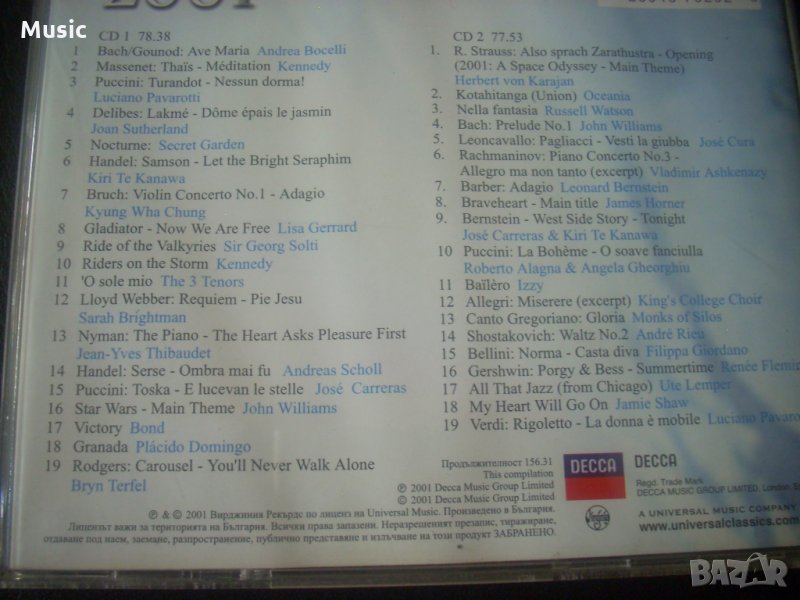 Music
2001
CD 1 78.38
1 Bach/Gounod: Ave Maria Andrea Bocelli
2 Massenet: Thaïs - Méditation Kennedy
3 Puccini: Turandot - Nessun dorma!
Luciano Pavarotti
4 Delibes: Lakmé - Dôme épais le jasmin
Joan Sutherland
5 Nocturne: Secret Garden
6 Handel: Samson - Let the Bright Seraphim
Kiri Te Kanawa
7 Bruch: Violin Concerto No.1 - Adagio
Kyung Wha Chung
8 Gladiator - Now We Are Free Lisa Gerrard
9 Ride of the Valkyries Sir Georg Solti
10 Riders on the Storm Kennedy
11 'O sole mio The 3 Tenors
12 Lloyd Webber: Requiem - Pie Jesu
Sarah Brightman
13 Nyman: The Piano - The Heart Asks Pleasure First
Jean-Yves Thibaudet
14 Handel: Serse - Ombra mai fu Andreas Scholl
15 Puccini: Toska - E lucevan le stelle José Carreras
16 Star Wars - Main Theme John Williams
17 Victory Bond
18 Granada Plácido Domingo
19 Rodgers: Carousel - You'll Never Walk Alone
Bryn Terfel
CD 2 77.53
1. R. Strauss: Also sprach Zarathustra - Opening
(2001: A Space Odyssey - Main Theme)
Herbert von Karajan
2. Kotahitanga (Union) Oceania
3. Nella fantasia Russell Watson
4. Bach: Prelude No.1 John Williams
5. Leoncavallo: Pagliacci - Vesti la giubba José Cura
6. Rachmaninov: Piano Concerto No.3 -
Allegro ma non tanto (excerpt) Vladimir Ashkenazy
7. Barber: Adagio Leonard Bernstein
8. Braveheart - Main title James Horner
9. Bernstein - West Side Story - Tonight
José Carreras & Kiri Te Kanawa
10 Puccini: La Bohème - O soave fanciulla
Roberto Alagna & Angela Gheorghiu
11 Baïlèro Izzy
12 Allegri: Miserere (excerpt) King's College Choir
13 Canto Gregoriano: Gloria Monks of Silos
14 Shostakovich: Waltz No.2 André Rieu
15 Bellini: Norma - Casta diva Filippa Giordano
16 Gershwin: Porgy & Bess - Summertime Renée Flemin
17 All That Jazz (from Chicago) Ute Lemper
18 My Heart Will Go On Jamie Shaw
19 Verdi: Rigoletto - La donna è mobile Luciano Pavaro
Продължителност 156.31
This compilation
℗ 2001 Decca Music Group Limited
© 2001 Decca Music Group Limited
DECCA
DECCA
Regd. Trade Mark
DECCA MUSIC GROUP LIMITED, London, E
A UNIVERSAL MUSIC COMPANY
www.universalclassics.com
℗ & © 2001 Вирджиния Рекърдс по лиценз на Universal Music. Произведено в България.
Лицензът важи за територията на България. Всички права запазени. Неразрешеният презапис, тиражиране,
отдаване под наем, заемане, разпространение, публично представяне и излъчване на този продукт ЗАБРАНЕНО.
BAZAR